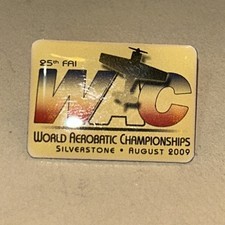 25th FAI
WAC
WORLD AEROBATIC CHAMPIONSHIPS
SILVERSTONE • AUGUST 2009